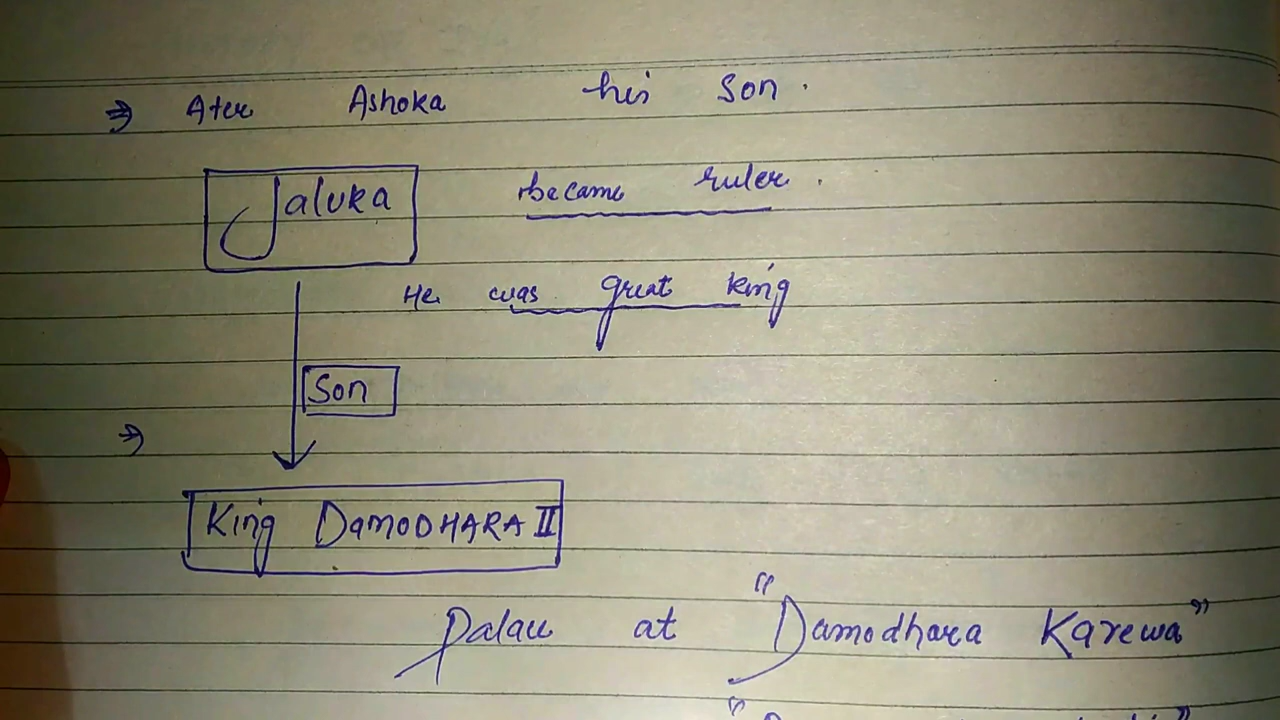 ⇒ Ater Ashoka his son.
Jaluka became ruler.
He was great king
Son
⇒
King DAMODHARA II
Palace at "Damodhara Karewa"